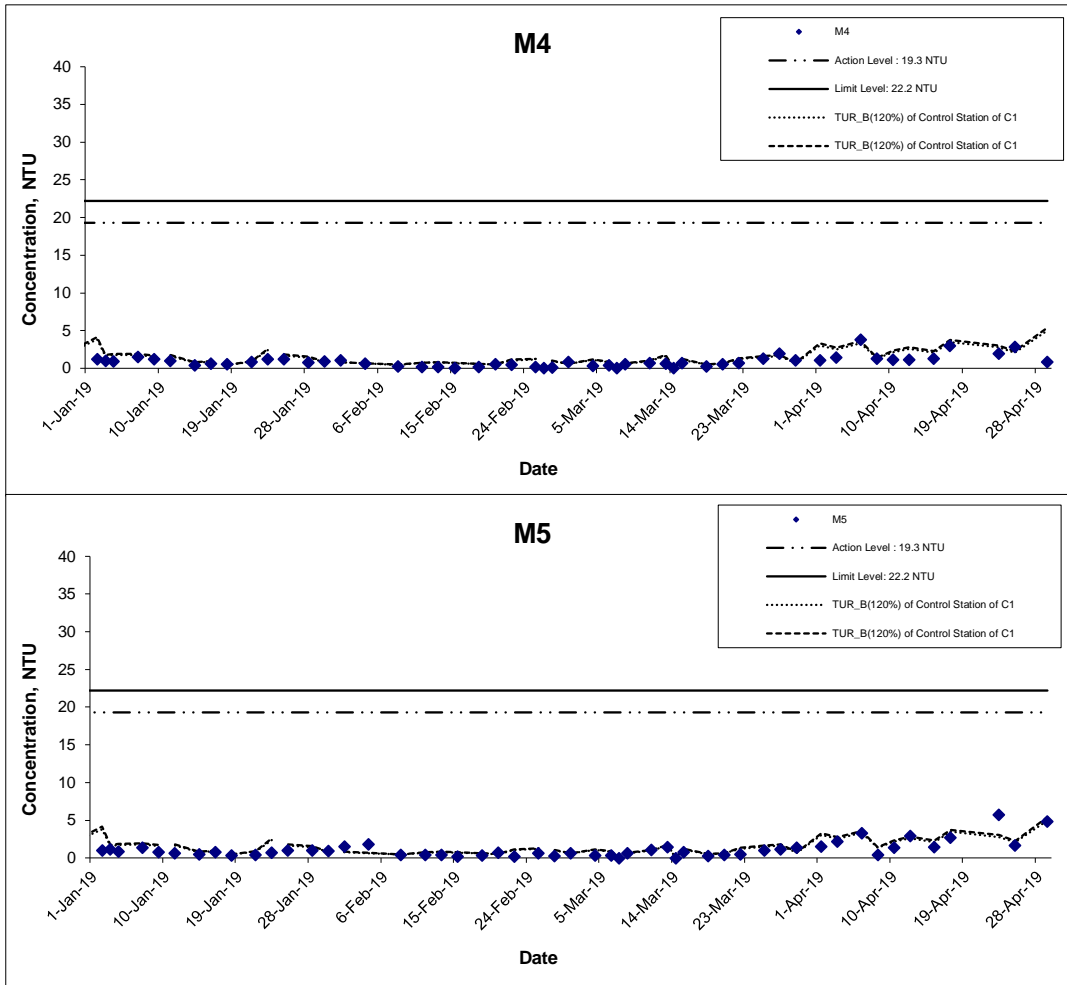 M4
M4
Action Level : 19.3 NTU
Limit Level: 22.2 NTU
TUR_B(120%) of Control Station of C1
TUR_B(120%) of Control Station of C1
Concentration, NTU
40
35
30
25
20
15
10
5
0
1-Jan-19
10-Jan-19
19-Jan-19
28-Jan-19
6-Feb-19
15-Feb-19
24-Feb-19
5-Mar-19
14-Mar-19
23-Mar-19
1-Apr-19
10-Apr-19
19-Apr-19
28-Apr-19
Date
M5
M5
Action Level : 19.3 NTU
Limit Level: 22.2 NTU
TUR_B(120%) of Control Station of C1
TUR_B(120%) of Control Station of C1
Concentration, NTU
40
35
30
25
20
15
10
5
0
1-Jan-19
10-Jan-19
19-Jan-19
28-Jan-19
6-Feb-19
15-Feb-19
24-Feb-19
5-Mar-19
14-Mar-19
23-Mar-19
1-Apr-19
10-Apr-19
19-Apr-19
28-Apr-19
Date